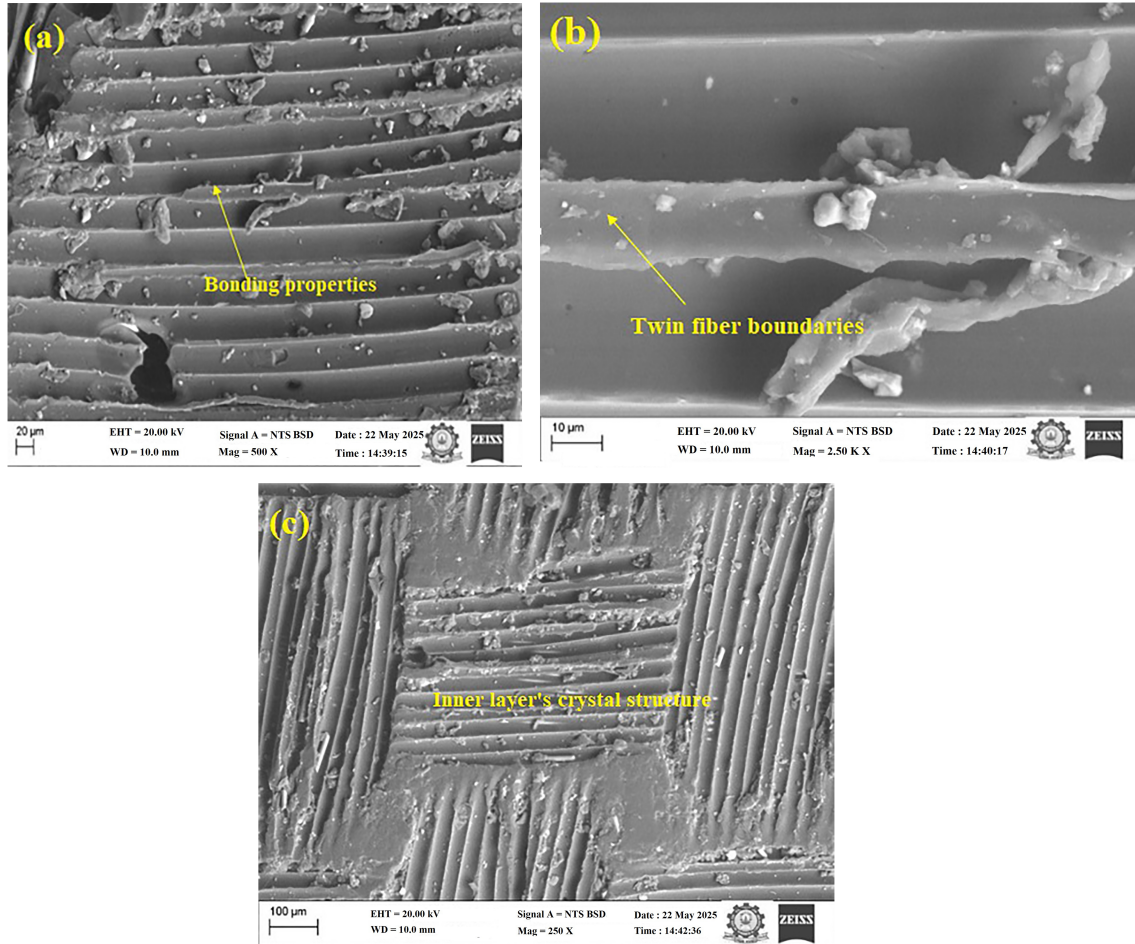 (a)
Bonding properties
20 µm
EHT = 20.00 kV
Signal A = NTS BSD
Date : 22 May 2025
WD = 10.0 mm
Mag = 500 X
Time : 14:39:15
ZEISS
(b)
Twin fiber boundaries
10 µm
EHT = 20.00 kV
Signal A = NTS BSD
Date : 22 May 2025
WD = 10.0 mm
Mag = 2.50 K X
Time : 14:40:17
ZEISS
(c)
Inner layer's crystal structure
100 µm
EHT = 20.00 kV
Signal A = NTS BSD
Date : 22 May 2025
WD = 10.0 mm
Mag = 250 X
Time : 14:42:36
ZEISS